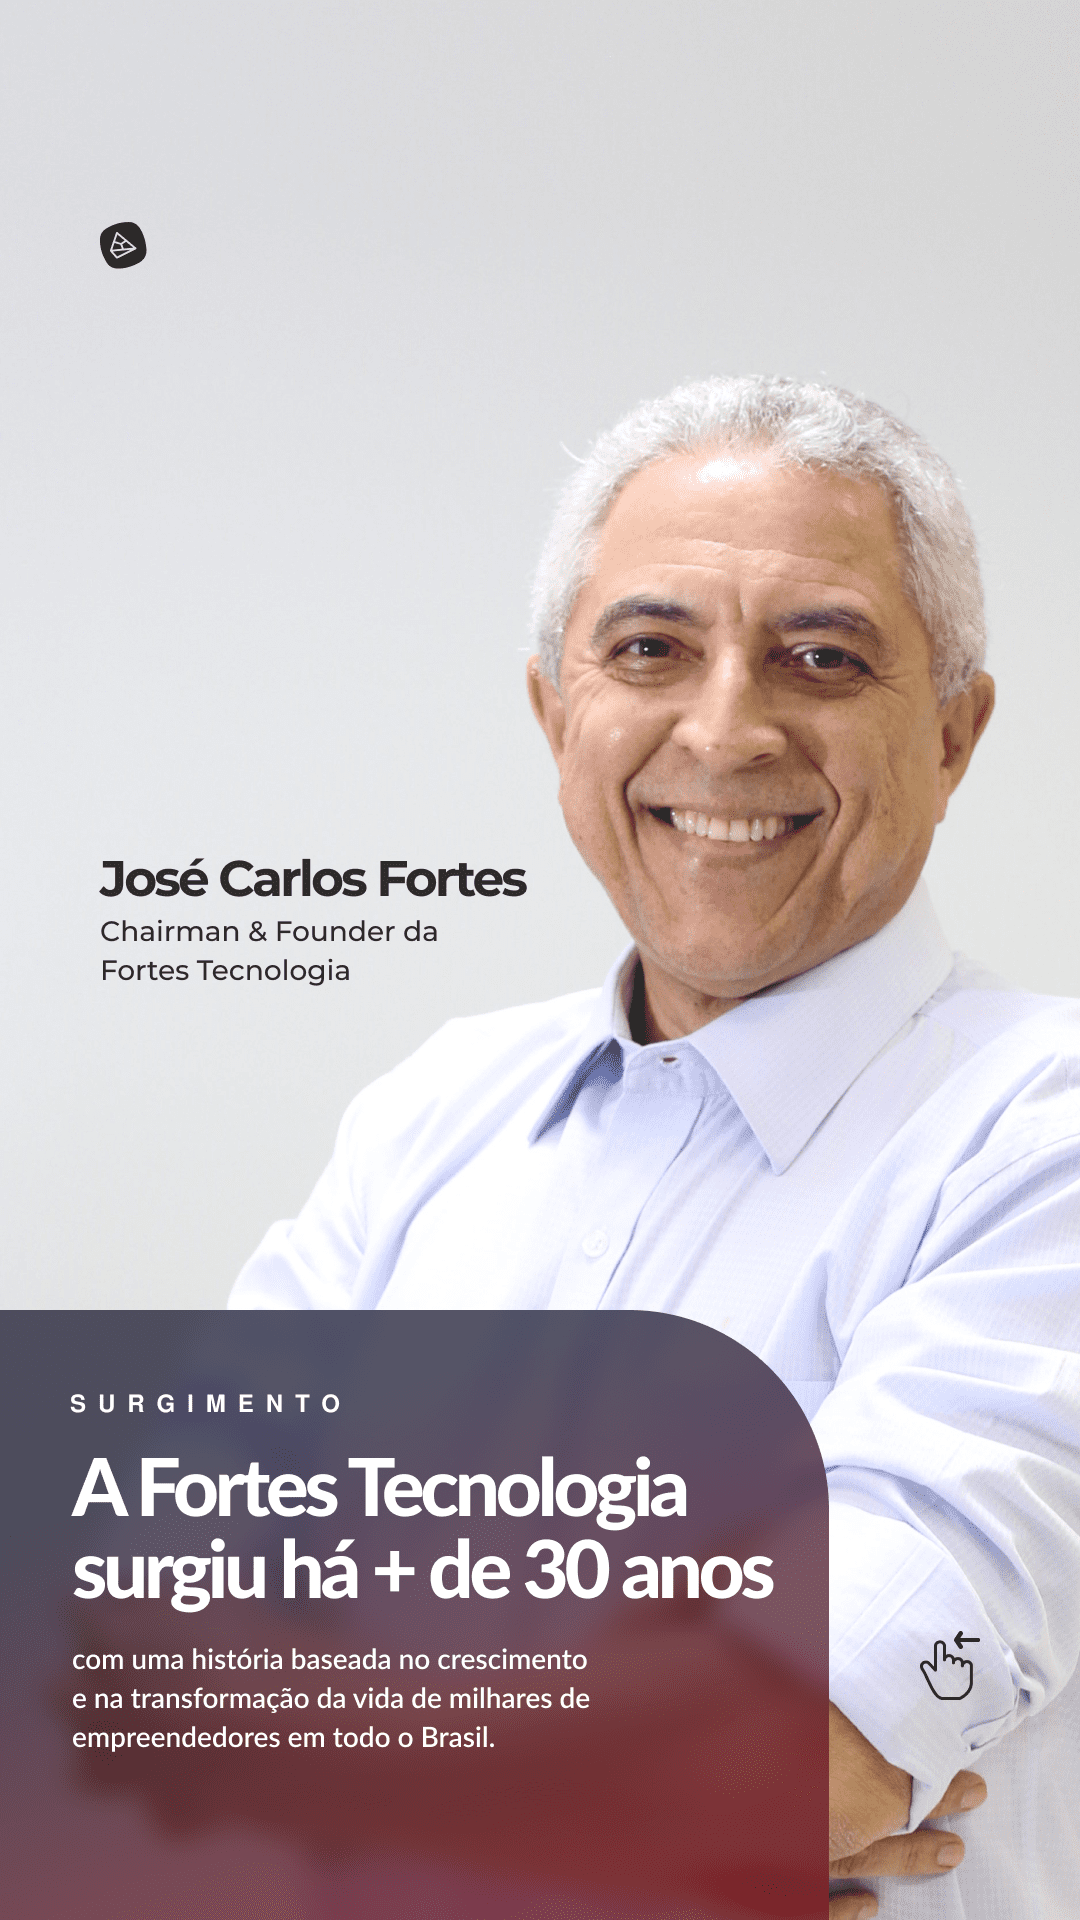 José Carlos Fortes
Chairman & Founder da
Fortes Tecnologia
SURGIMENTO
A Fortes Tecnologia
surgiu há + de 30 anos
com uma história baseada no crescimento
e na transformação da vida de milhares de
empreendedores em todo o Brasil.